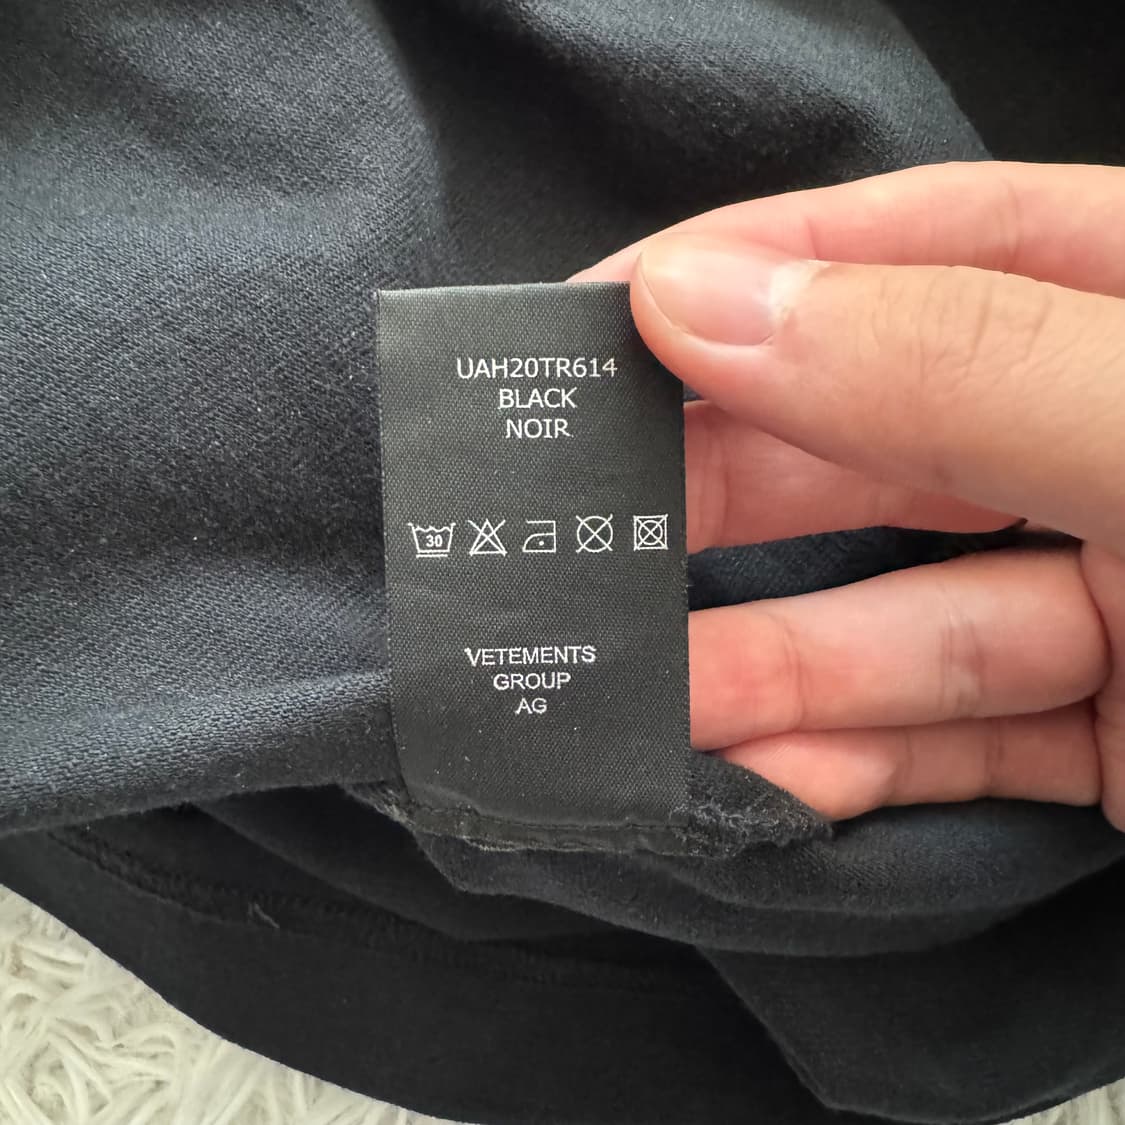 UAH20TR614
BLACK
NOIR
30
VETEMENTS
GROUP
AG